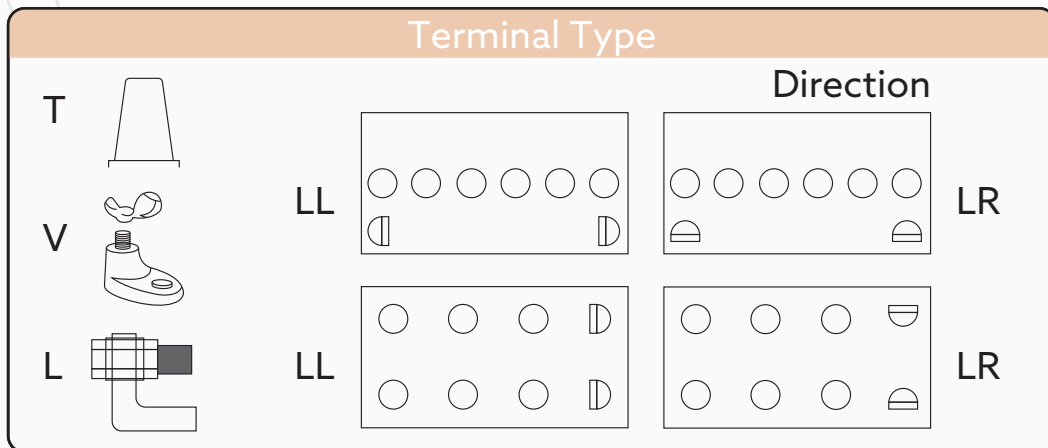 Terminal Type
Direction
T
LL
LR
V
L
LL
LR